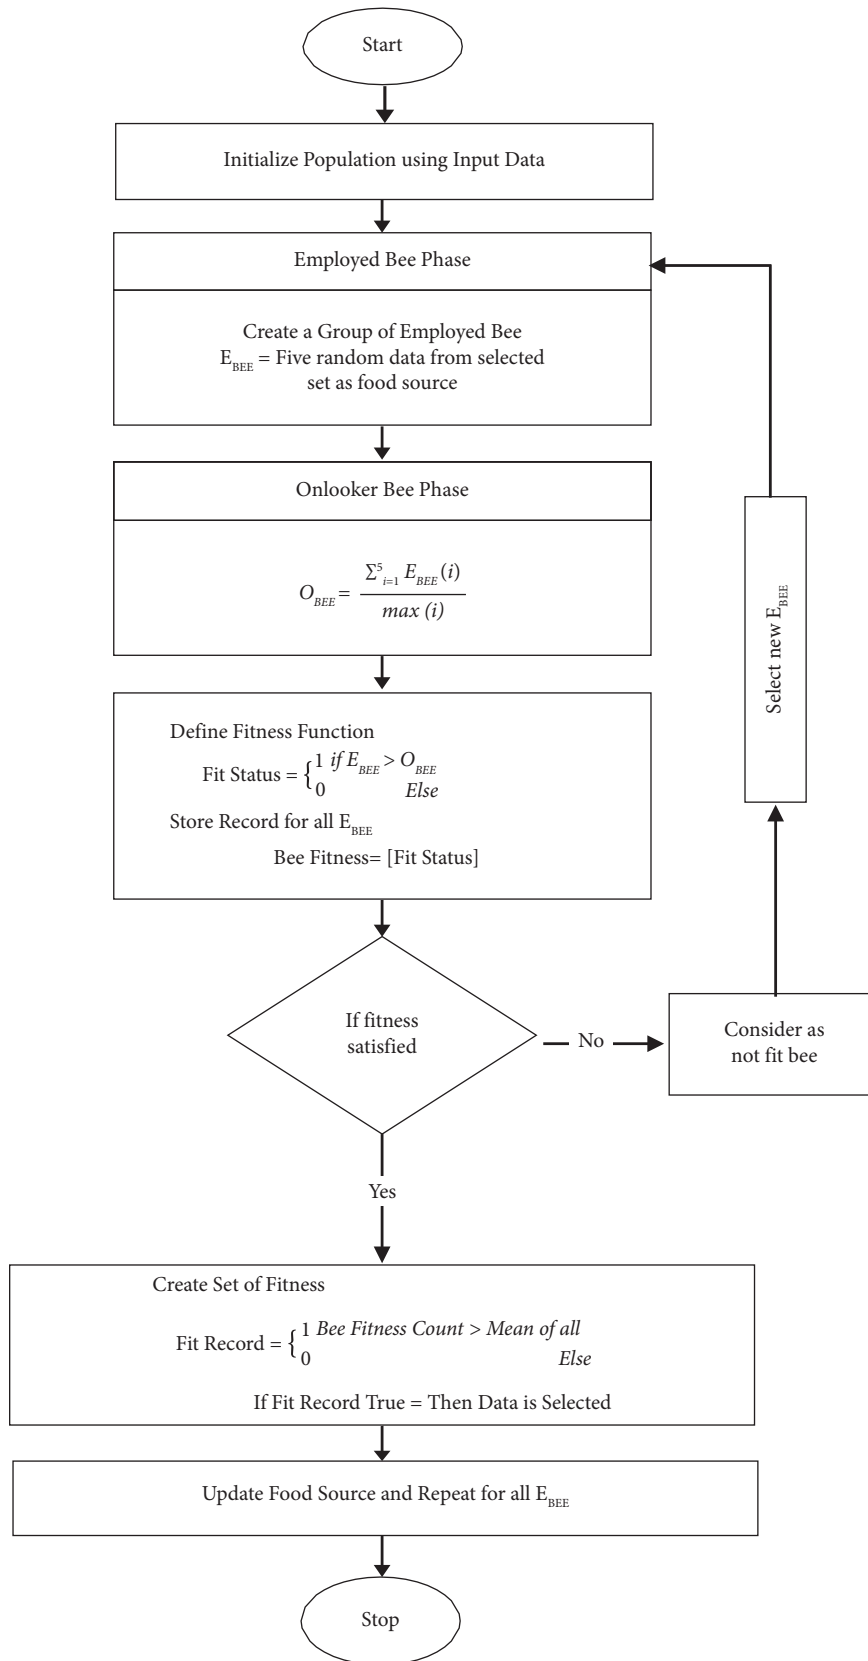 Start
Initialize Population using Input Data
Employed Bee Phase
Create a Group of Employed Bee
E_BEE = Five random data from selected
set as food source
Onlooker Bee Phase
O_BEE = \frac{∑^5_{i=1} E_BEE (i)}{max (i)}
Select new E_BEE
Define Fitness Function
Fit Status = { 1 if E_BEE > O_BEE
0 Else
Store Record for all E_BEE
Bee Fitness= [Fit Status]
If fitness
satisfied
No
Consider as
not fit bee
Yes
Create Set of Fitness
Fit Record = { 1 Bee Fitness Count > Mean of all
0 Else
If Fit Record True = Then Data is Selected
Update Food Source and Repeat for all E_BEE
Stop